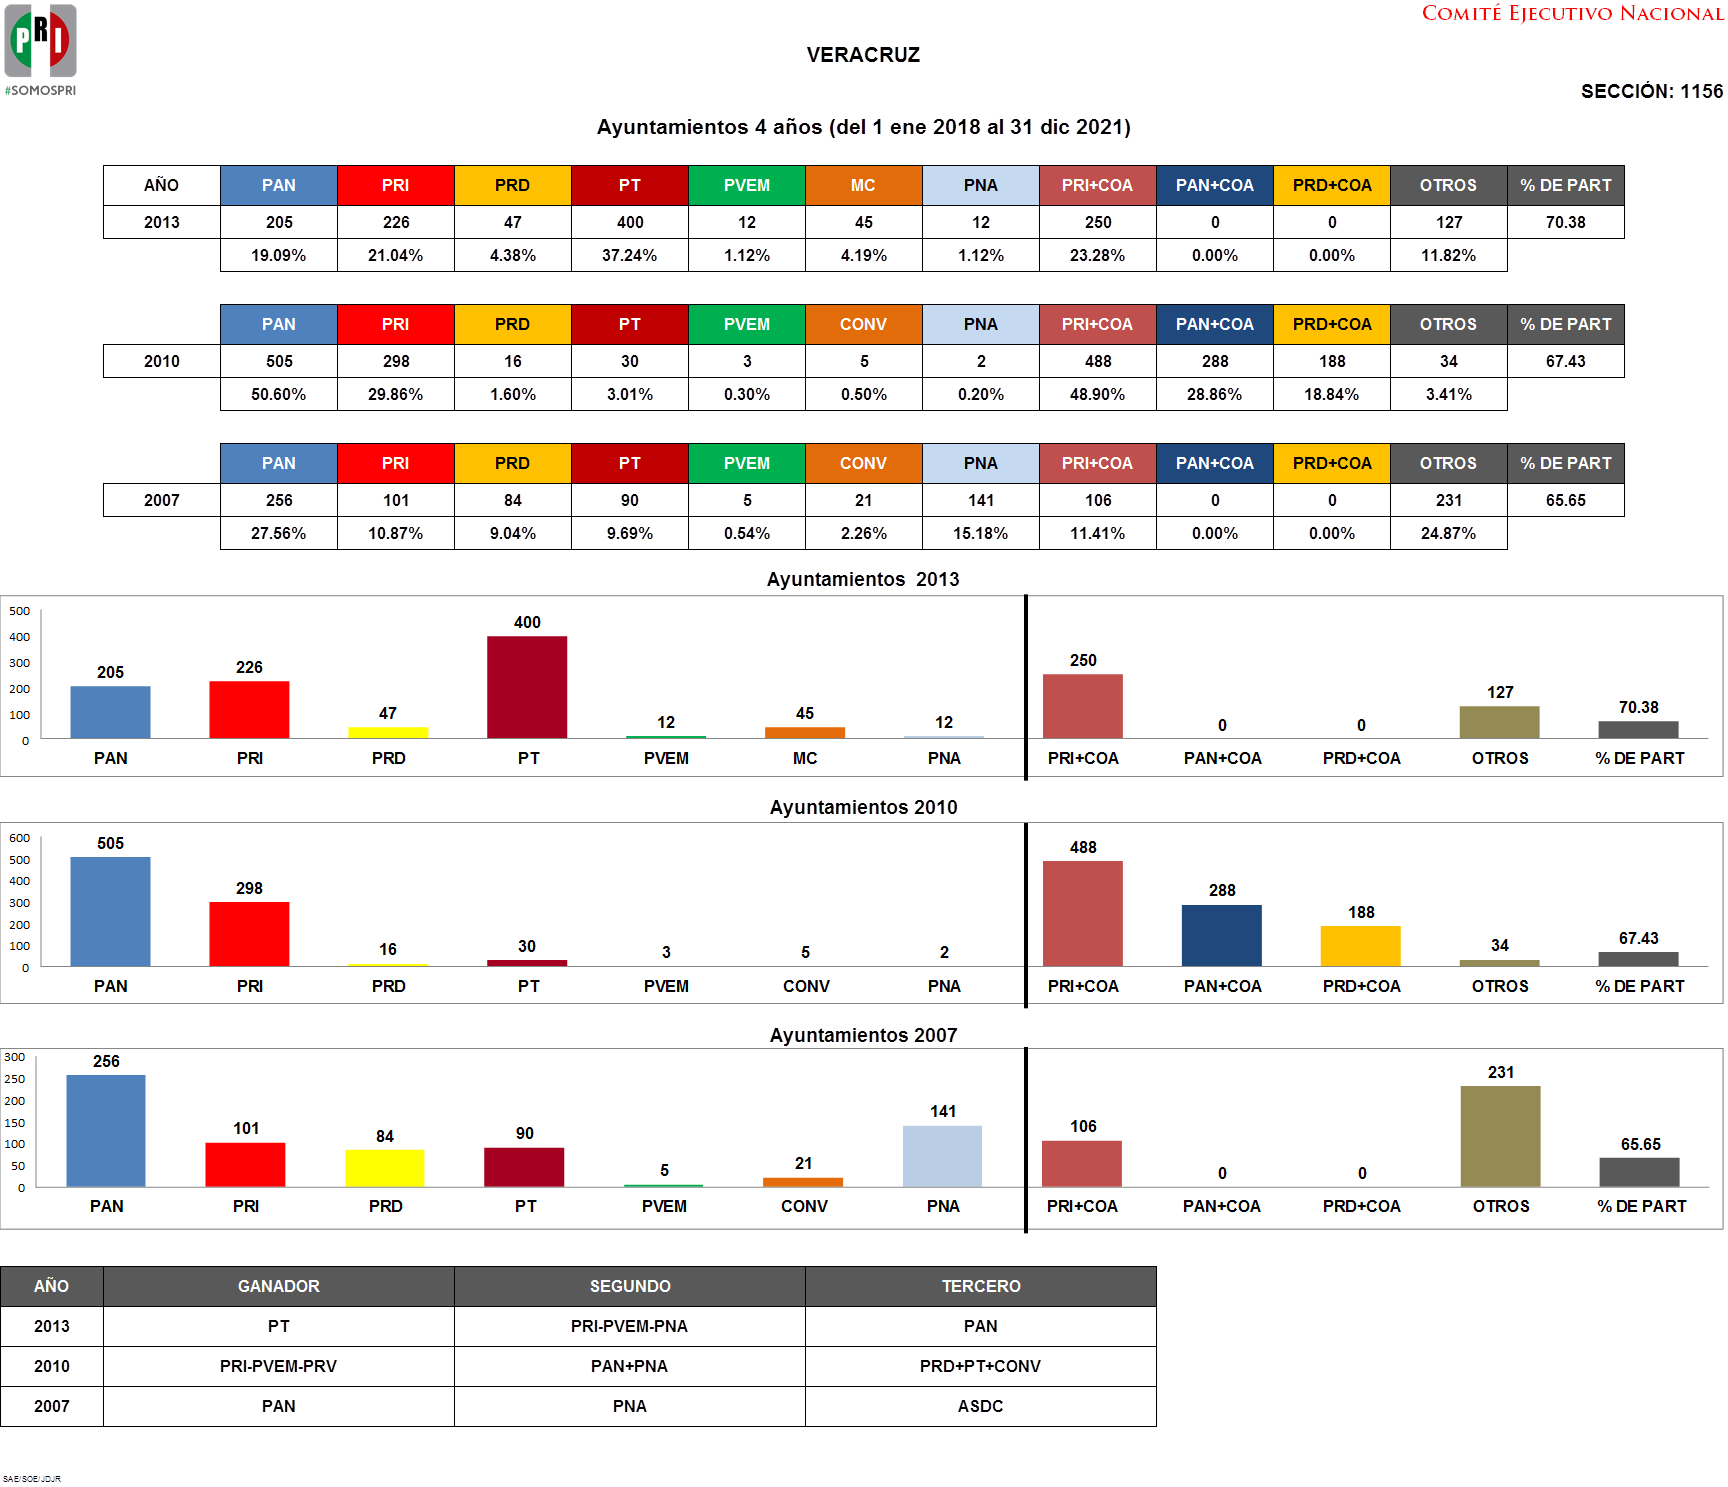 PRI
#SOMOSPRI
COMITÉ EJECUTIVO NACIONAL
VERACRUZ
SECCIÓN: 1156
Ayuntamientos 4 años (del 1 ene 2018 al 31 dic 2021)
AÑO PAN PRI PRD PT PVEM MC PNA PRI+COA PAN+COA PRD+COA OTROS % DE PART
2013 205 226 47 400 12 45 12 250 0 0 127 70.38
19.09% 21.04% 4.38% 37.24% 1.12% 4.19% 1.12% 23.28% 0.00% 0.00% 11.82%
PAN PRI PRD PT PVEM CONV PNA PRI+COA PAN+COA PRD+COA OTROS % DE PART
2010 505 298 16 30 3 5 2 488 288 188 34 67.43
50.60% 29.86% 1.60% 3.01% 0.30% 0.50% 0.20% 48.90% 28.86% 18.84% 3.41%
PAN PRI PRD PT PVEM CONV PNA PRI+COA PAN+COA PRD+COA OTROS % DE PART
2007 256 101 84 90 5 21 141 106 0 0 231 65.65
27.56% 10.87% 9.04% 9.69% 0.54% 2.26% 15.18% 11.41% 0.00% 0.00% 24.87%
Ayuntamientos 2013
500
400
300
200
100
0
205 226 47 400 12 45 12 250 0 0 127 70.38
PAN PRI PRD PT PVEM MC PNA PRI+COA PAN+COA PRD+COA OTROS % DE PART
Ayuntamientos 2010
600
500
400
300
200
100
0
505 298 16 30 3 5 2 488 288 188 34 67.43
PAN PRI PRD PT PVEM CONV PNA PRI+COA PAN+COA PRD+COA OTROS % DE PART
Ayuntamientos 2007
300
250
200
150
100
50
0
256 101 84 90 5 21 141 106 0 0 231 65.65
PAN PRI PRD PT PVEM CONV PNA PRI+COA PAN+COA PRD+COA OTROS % DE PART
AÑO GANADOR SEGUNDO TERCERO
2013 PT PRI-PVEM-PNA PAN
2010 PRI-PVEM-PRV PAN+PNA PRD+PT+CONV
2007 PAN PNA ASDC
SAE/SOE/JDJR